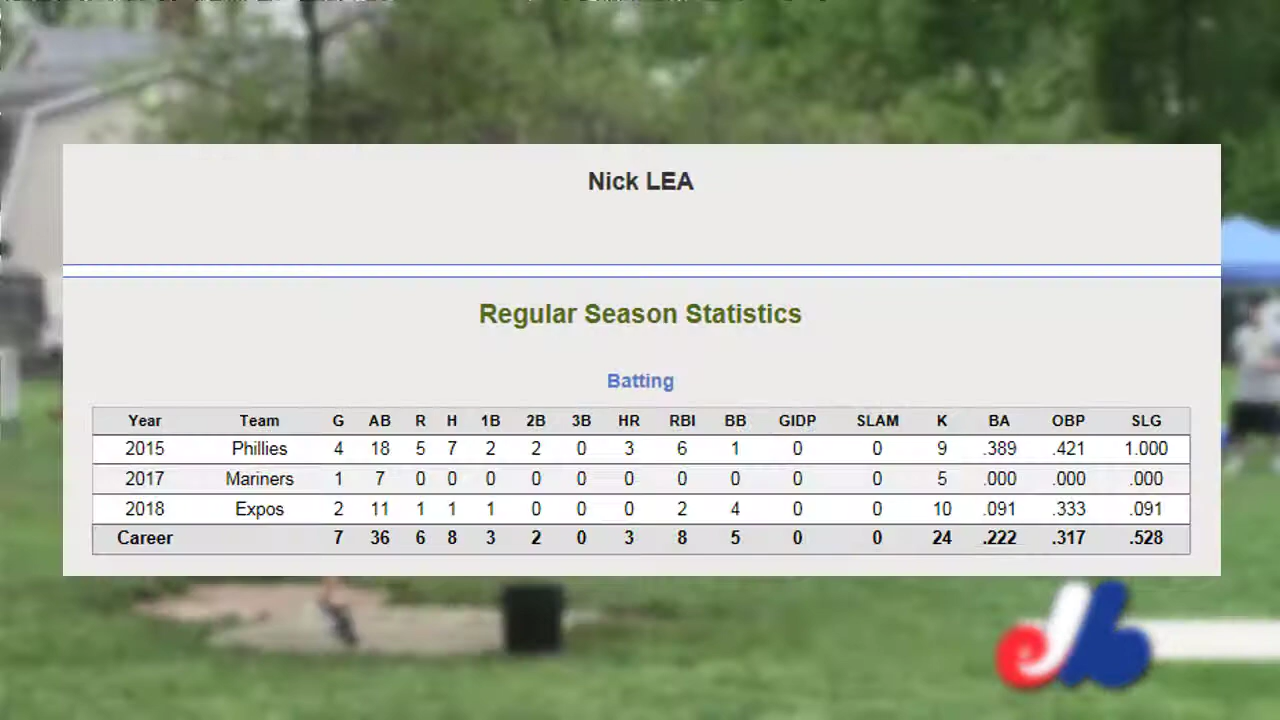 Nick LEA
Regular Season Statistics
Batting
Year Team G AB R H 1B 2B 3B HR RBI BB GIDP SLAM K BA OBP SLG
2015 Phillies 4 18 5 7 2 2 0 3 6 1 0 0 9 .389 .421 1.000
2017 Mariners 1 7 0 0 0 0 0 0 0 0 0 0 5 .000 .000 .000
2018 Expos 2 11 1 1 1 0 0 0 2 4 0 0 10 .091 .333 .091
Career 7 36 6 8 3 2 0 3 8 5 0 0 24 .222 .317 .528